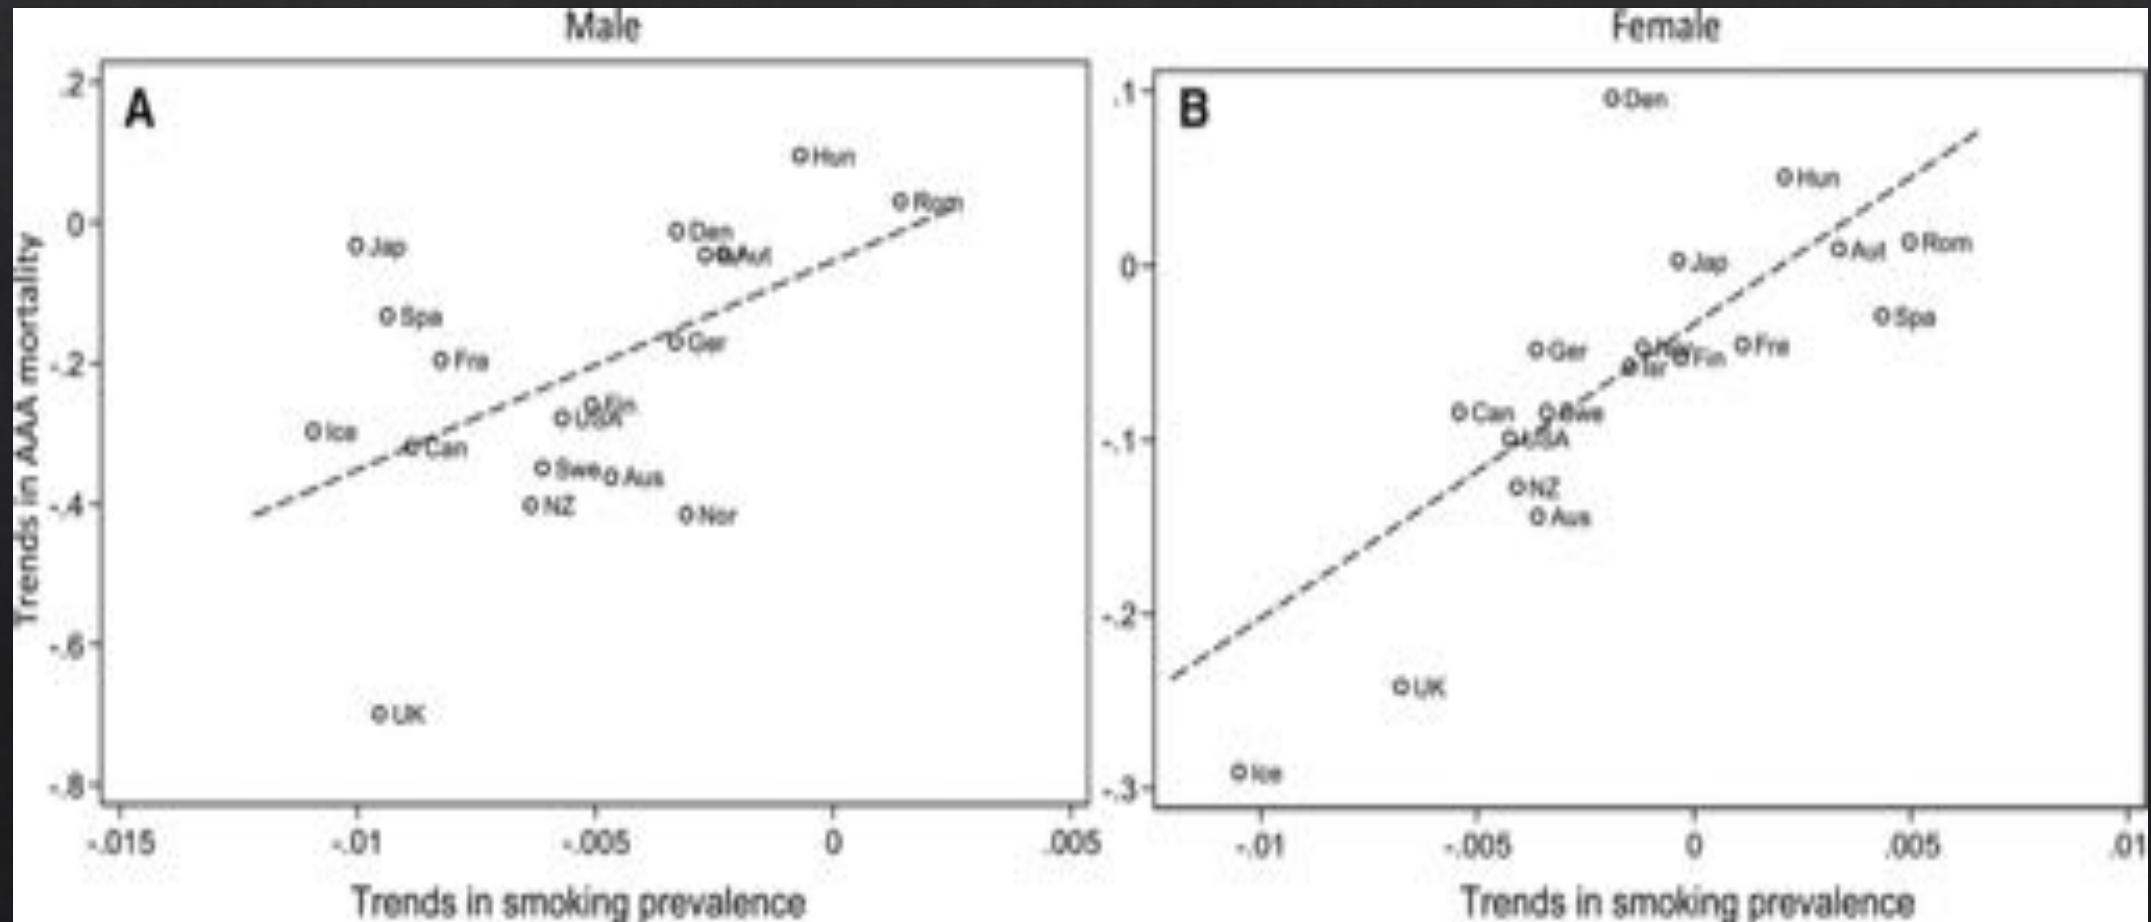 Male
A
Trends in AAA mortality
.2
0
-.2
-.4
-.6
-.8
Hun
Rom
Den
Aut
Jap
Spa
Ger
Fra
Fin
USA
Ice
Can
Swe
Aus
NZ
Nor
UK
-.015
-.01
-.005
0
.005
Trends in smoking prevalence
Female
B
.1
0
-.1
-.2
-.3
Den
Hun
Rom
Aut
Jap
Spa
Ger
Fra
Fin
Isr
Can
Swe
USA
NZ
Aus
UK
Ice
-.01
-.005
0
.005
.01
Trends in smoking prevalence